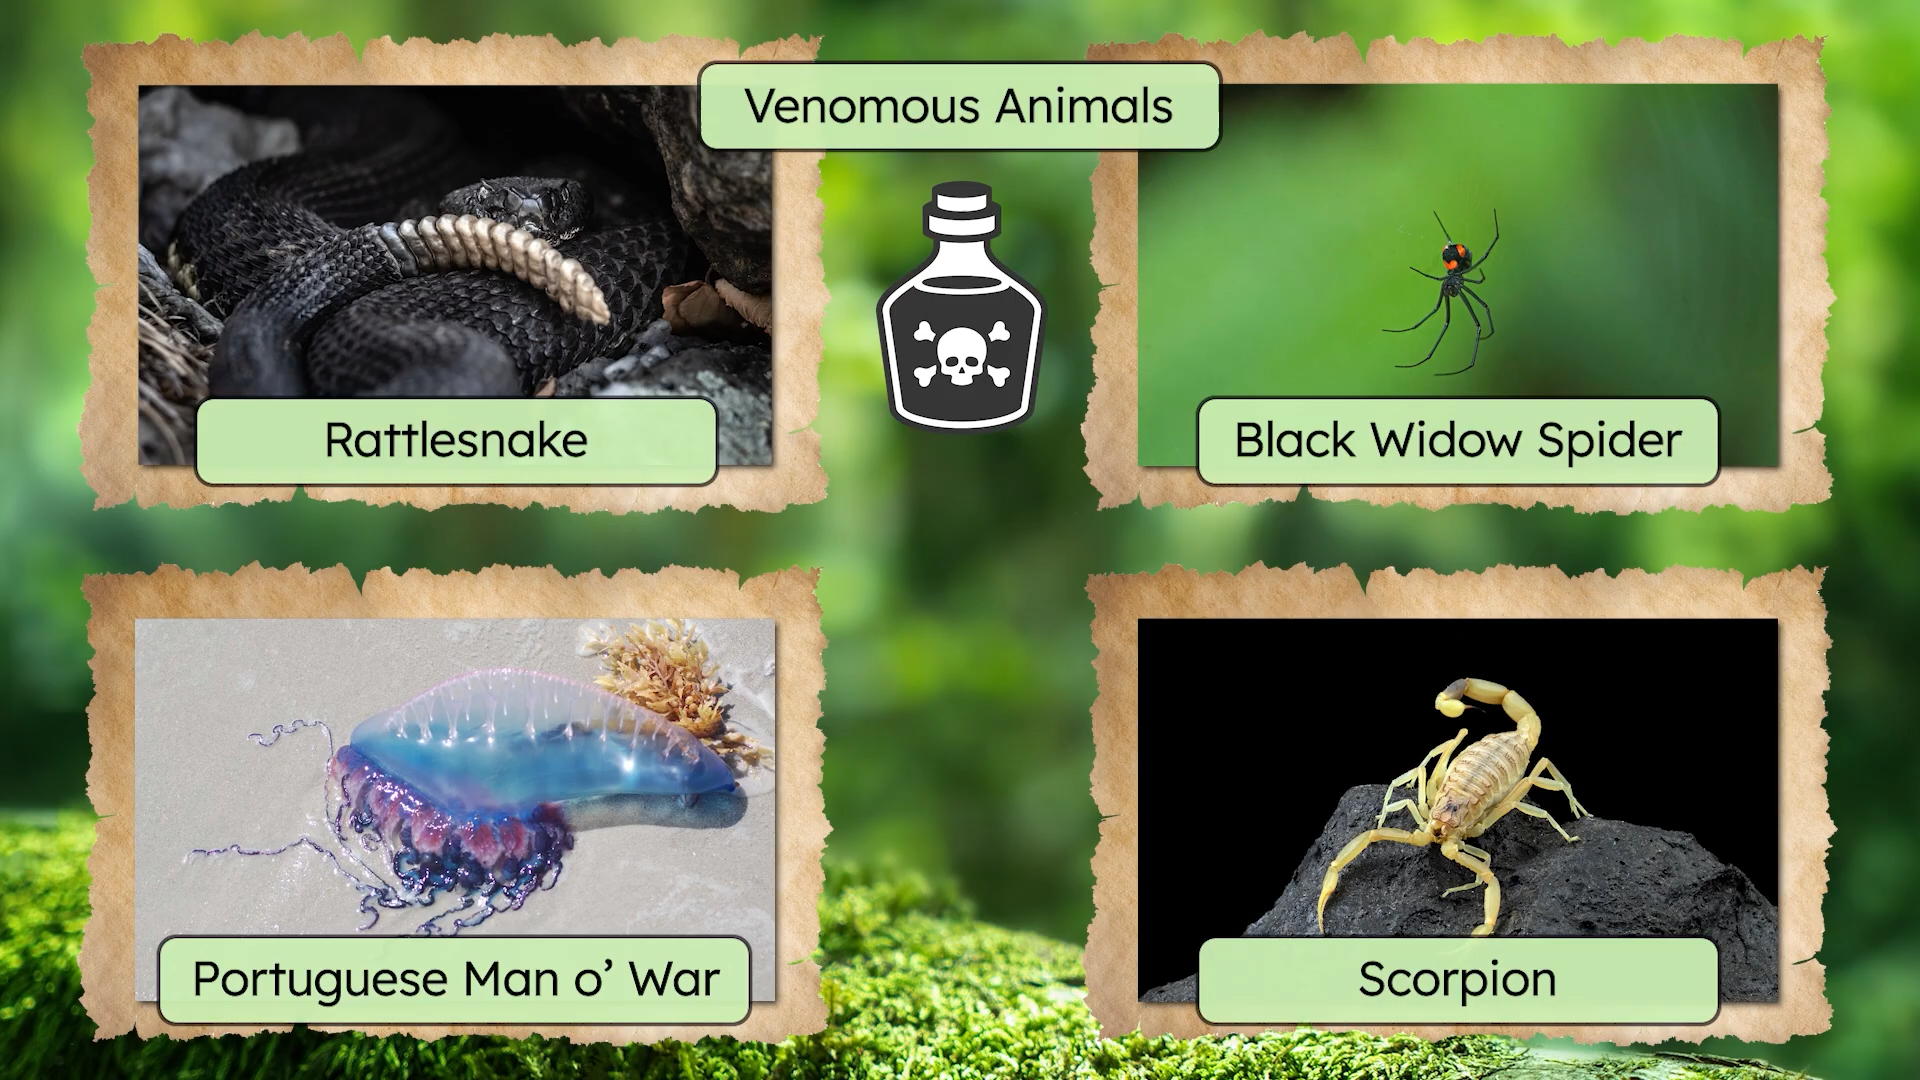 Venomous Animals
Rattlesnake
Black Widow Spider
Portuguese Man o’ War
Scorpion